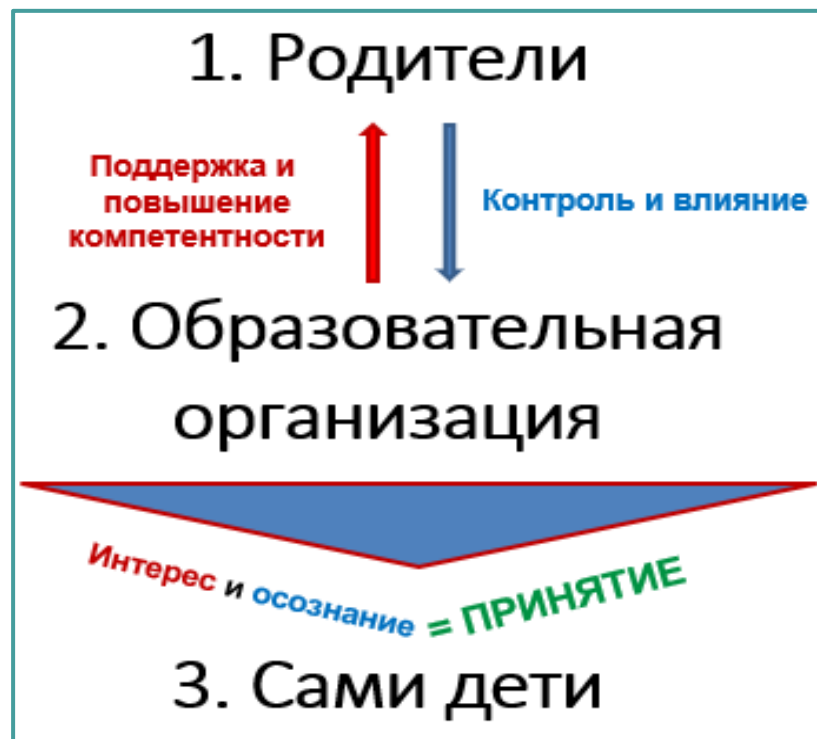 1. Родители
Поддержка и
повышение
компетентности
Контроль и влияние
2. Образовательная
организация
Интерес и осознание = ПРИНЯТИЕ
3. Сами дети